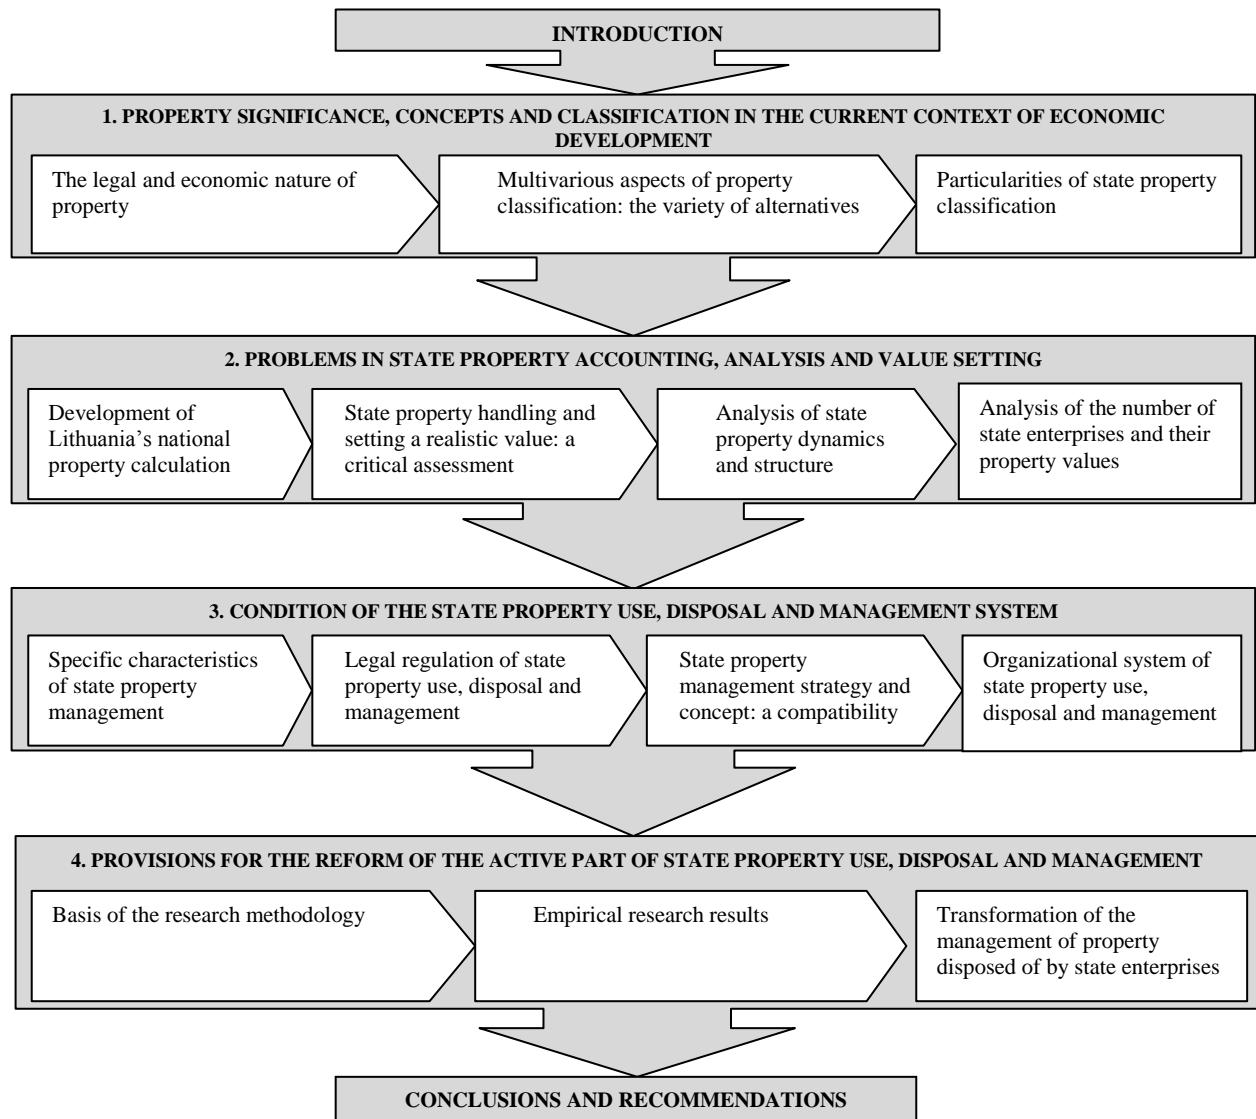 INTRODUCTION
1. PROPERTY SIGNIFICANCE, CONCEPTS AND CLASSIFICATION IN THE CURRENT CONTEXT OF ECONOMIC
DEVELOPMENT
The legal and economic nature of
property
Multivarious aspects of property
classification: the variety of alternatives
Particularities of state property
classification
2. PROBLEMS IN STATE PROPERTY ACCOUNTING, ANALYSIS AND VALUE SETTING
Development of
Lithuania’s national
property calculation
State property handling and
setting a realistic value: a
critical assessment
Analysis of state
property dynamics
and structure
Analysis of the number of
state enterprises and their
property values
3. CONDITION OF THE STATE PROPERTY USE, DISPOSAL AND MANAGEMENT SYSTEM
Specific characteristics
of state property
management
Legal regulation of state
property use, disposal and
management
State property
management strategy and
concept: a compatibility
Organizational system of
state property use,
disposal and management
4. PROVISIONS FOR THE REFORM OF THE ACTIVE PART OF STATE PROPERTY USE, DISPOSAL AND MANAGEMENT
Basis of the research methodology
Empirical research results
Transformation of the
management of property
disposed of by state enterprises
CONCLUSIONS AND RECOMMENDATIONS